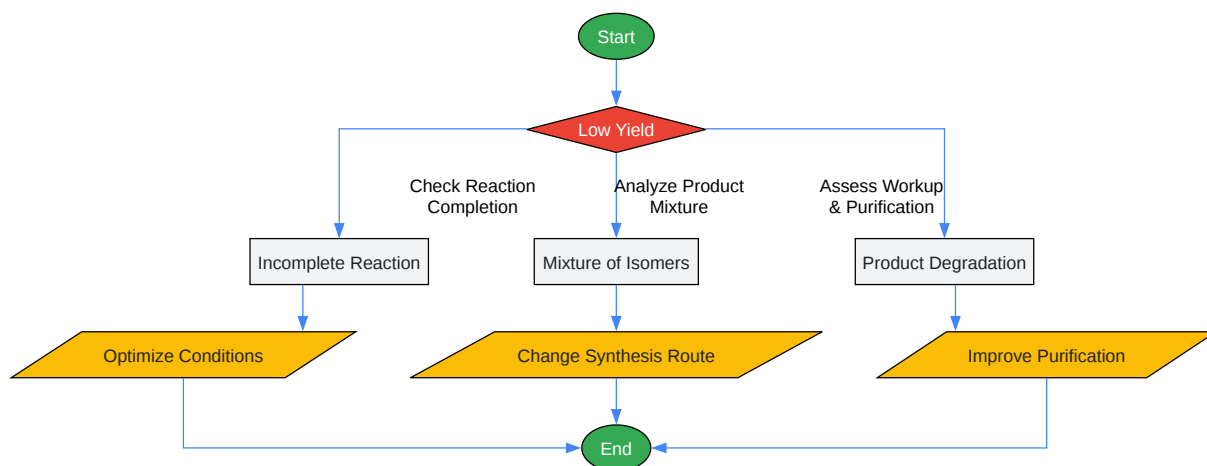 Start
Low Yield
Check Reaction
Completion
Analyze Product
Mixture
Assess Workup
& Purification
Incomplete Reaction
Mixture of Isomers
Product Degradation
Optimize Conditions
Change Synthesis Route
Improve Purification
End